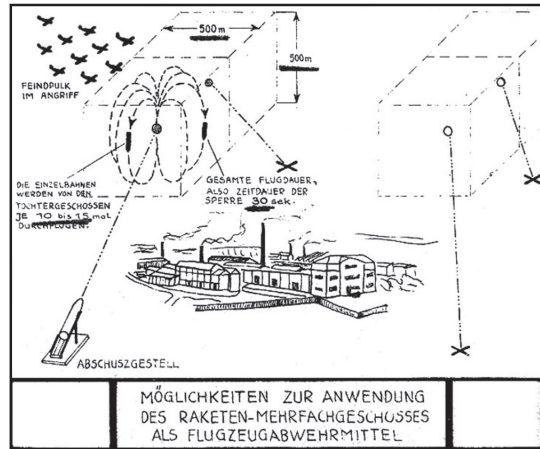 500m
500m
FEINDPULK
IM ANGRIFF
DIE EINZELBAHNEN
WERDEN VON DEN
TOCHTERGESCHOSSEN
JE 10 bis 15 mal
DURCHFLOGEN.
GESAMTE FLUGDAUER,
ALSO ZEITDAUER DER
SPERRE 30 sek.
ABSCHUSZGESTELL
MÖGLICHKEITEN ZUR ANWENDUNG
DES RAKETEN-MEHRFACHGESCHOSSES
ALS FLUGZEUGABWEHRMITTEL